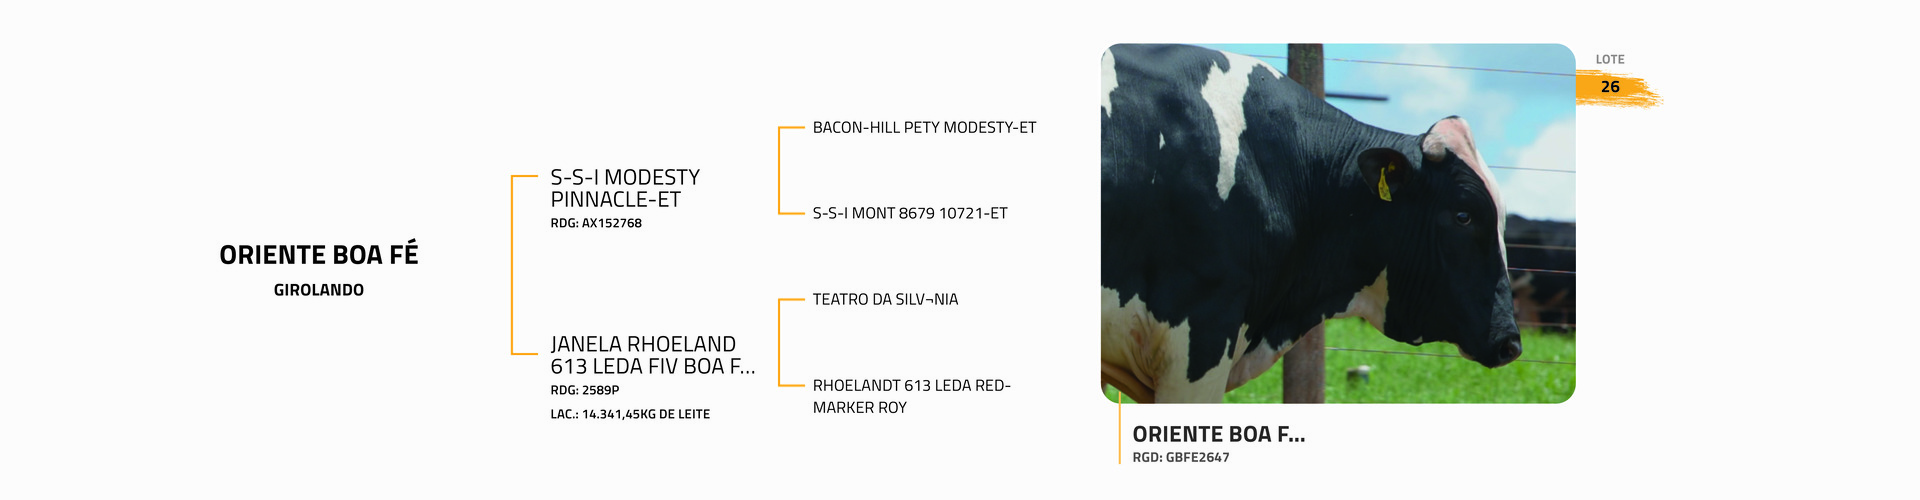 ORIENTE BOA FÉ
GIROLANDO
S-S-I MODESTY
PINNACLE-ET
RDG: AX152768
JANELA RHOELAND
613 LEDA FIV BOA F...
RDG: 2589P
LAC.: 14.341,45KG DE LEITE
BACON-HILL PETY MODESTY-ET
S-S-I MONT 8679 10721-ET
TEATRO DA SILV¬NIA
RHOELANDT 613 LEDA RED-
MARKER ROY
LOTE
26
ORIENTE BOA F...
RGD: GBFE2647